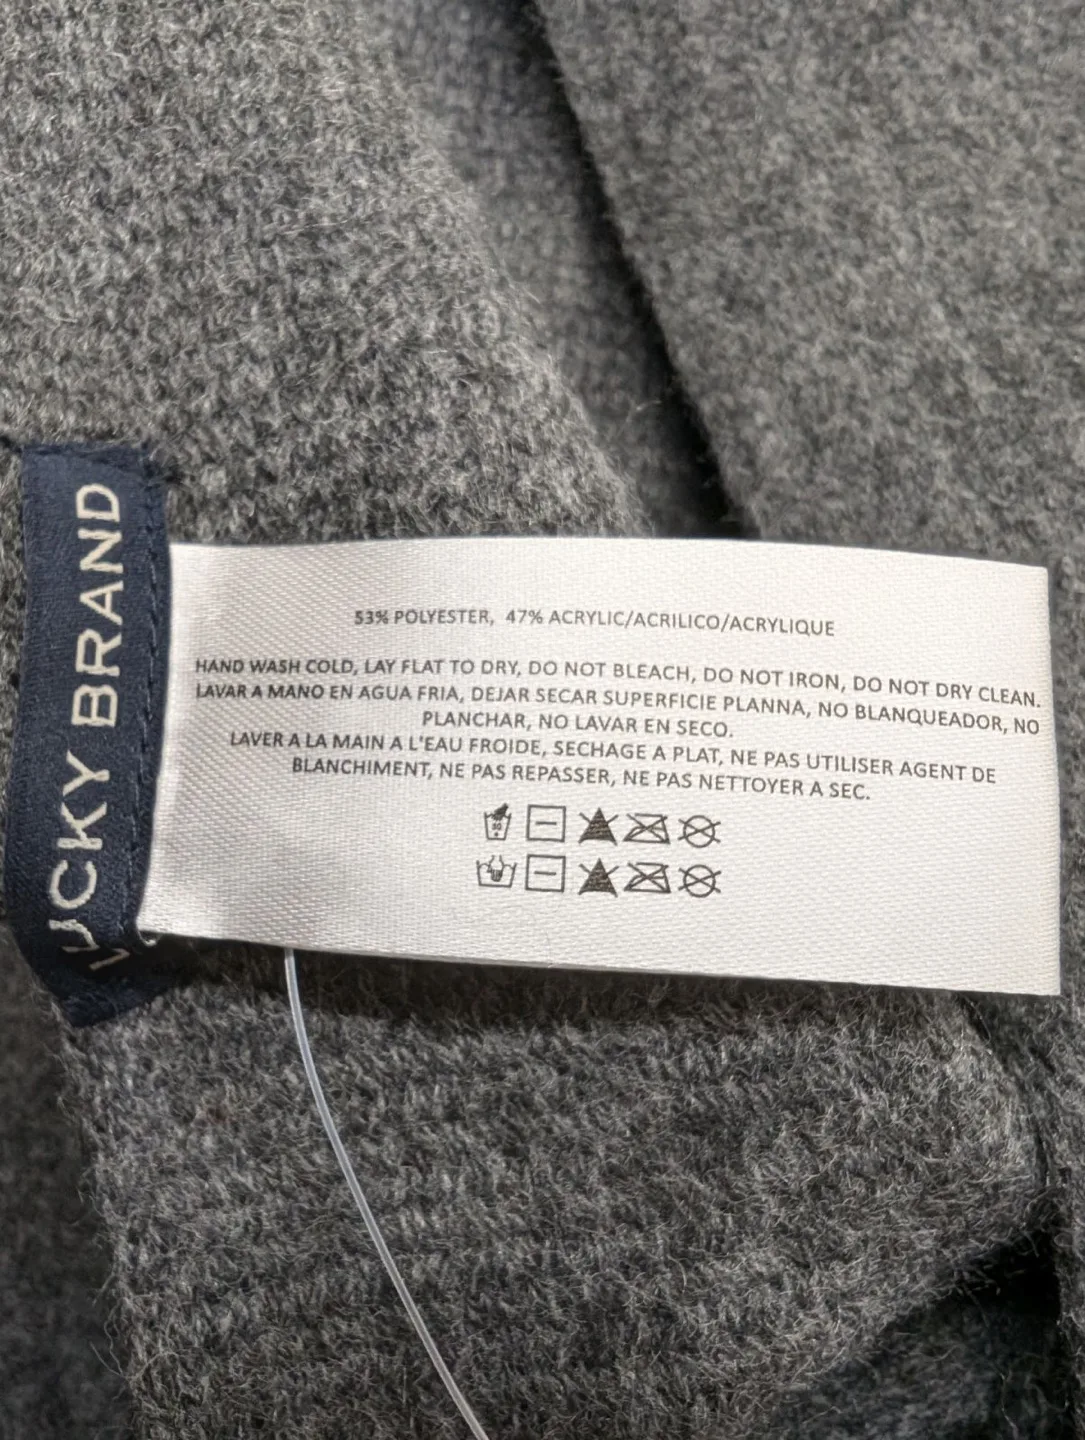 LUCKY BRAND
53% POLYESTER, 47% ACRYLIC/ACRILICO/ACRYLIQUE
HAND WASH COLD, LAY FLAT TO DRY, DO NOT BLEACH, DO NOT IRON, DO NOT DRY CLEAN.
LAVAR A MANO EN AGUA FRIA, DEJAR SECAR SUPERFICIE PLANNA, NO BLANQUEADOR, NO
PLANCHAR, NO LAVAR EN SECO.
LAVER A LA MAIN A L'EAU FROIDE, SECHAGE A PLAT, NE PAS UTILISER AGENT DE
BLANCHIMENT, NE PAS REPASSER, NE PAS NETTOYER A SEC.